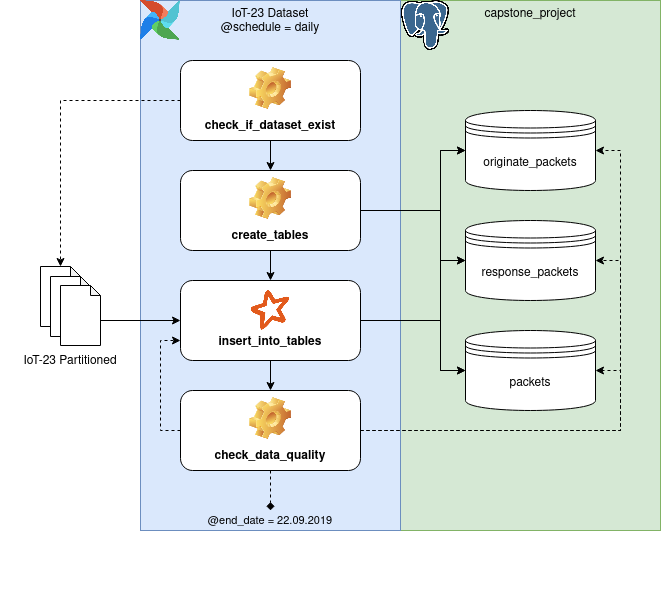 IoT-23 Dataset
@schedule = daily
capstone_project
check_if_dataset_exist
originate_packets
create_tables
response_packets
insert_into_tables
IoT-23 Partitioned
packets
check_data_quality
@end_date = 22.09.2019